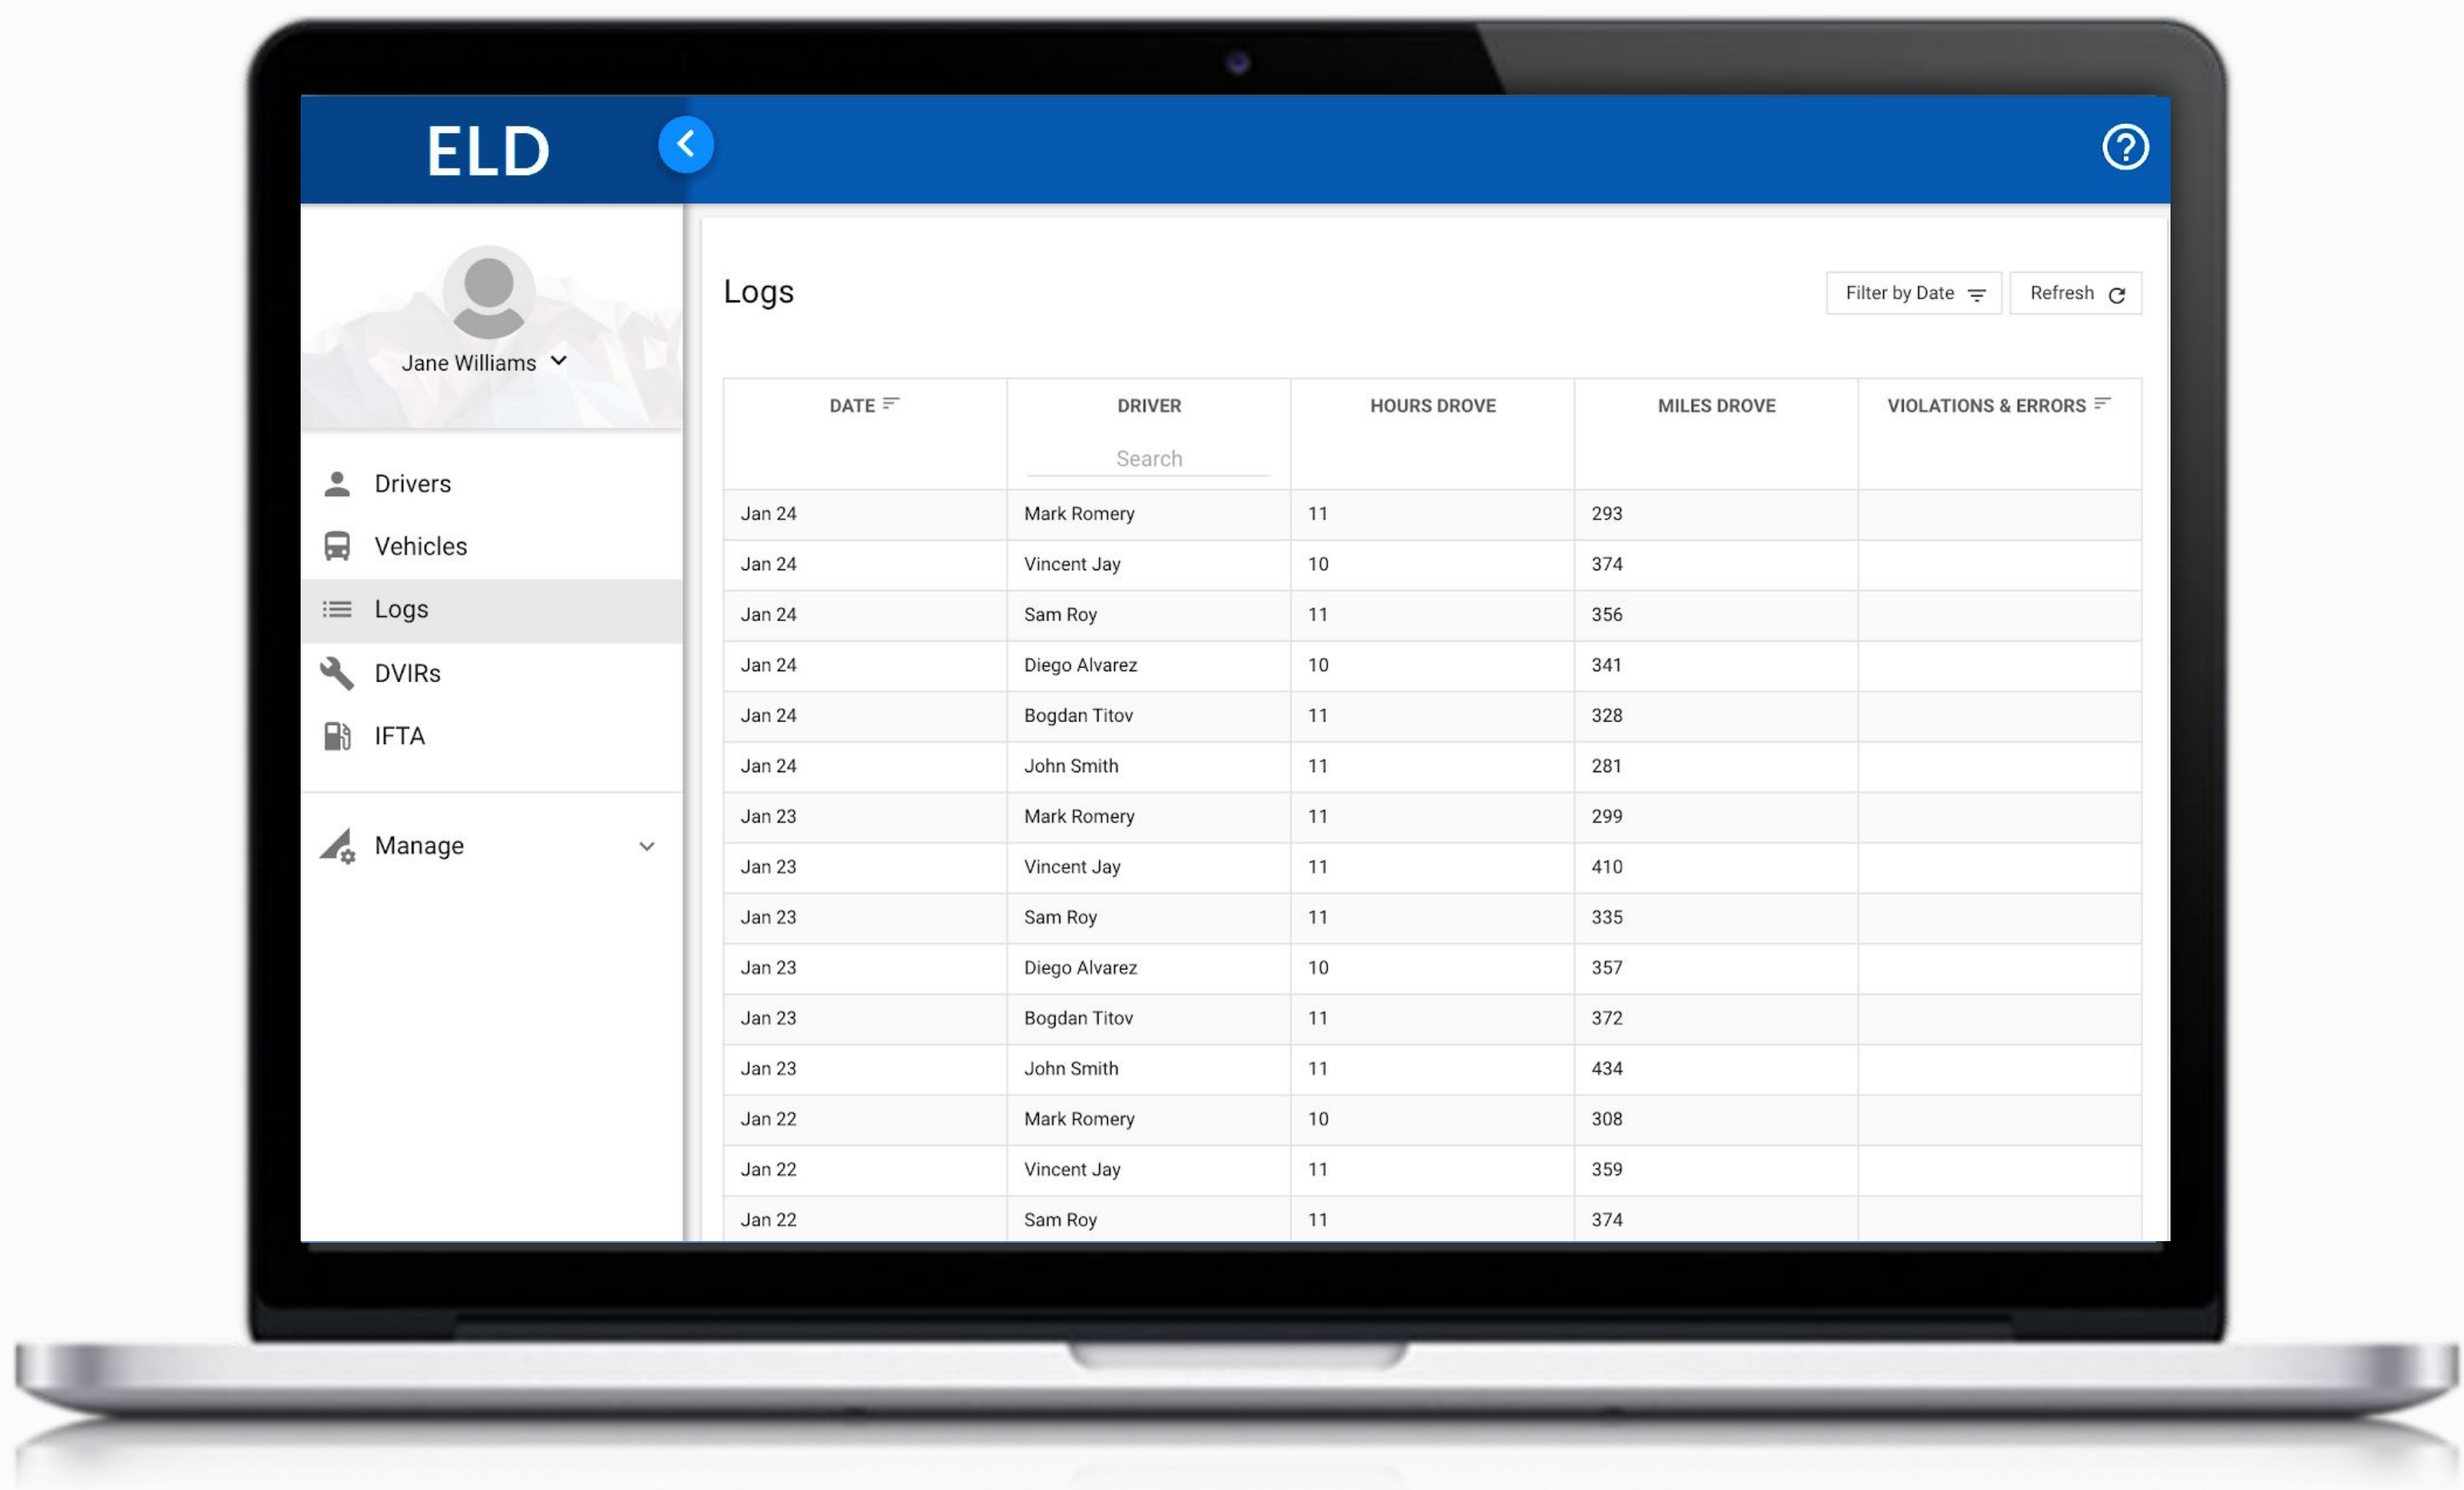 ELD
Jane Williams
Drivers
Vehicles
Logs
DVIRs
IFTA
Manage
Logs
Filter by Date Refresh
DATE DRIVER HOURS DROVE MILES DROVE VIOLATIONS & ERRORS
Search
Jan 24 Mark Romery 11 293
Jan 24 Vincent Jay 10 374
Jan 24 Sam Roy 11 356
Jan 24 Diego Alvarez 10 341
Jan 24 Bogdan Titov 11 328
Jan 24 John Smith 11 281
Jan 23 Mark Romery 11 299
Jan 23 Vincent Jay 11 410
Jan 23 Sam Roy 11 335
Jan 23 Diego Alvarez 10 357
Jan 23 Bogdan Titov 11 372
Jan 23 John Smith 11 434
Jan 22 Mark Romery 10 308
Jan 22 Vincent Jay 11 359
Jan 22 Sam Roy 11 374